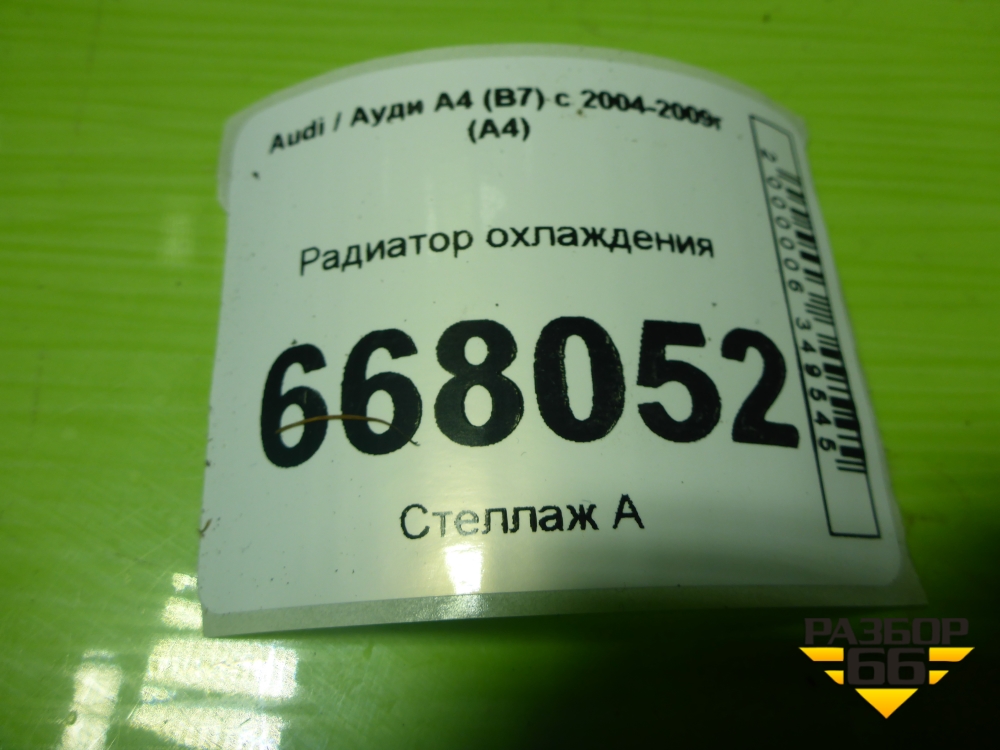 Audi / Ауди А4 (В7) с 2004-2009г
(А4)
Радиатор охлаждения
668052
Стеллаж А
2000006349546
РАЗБОР
66